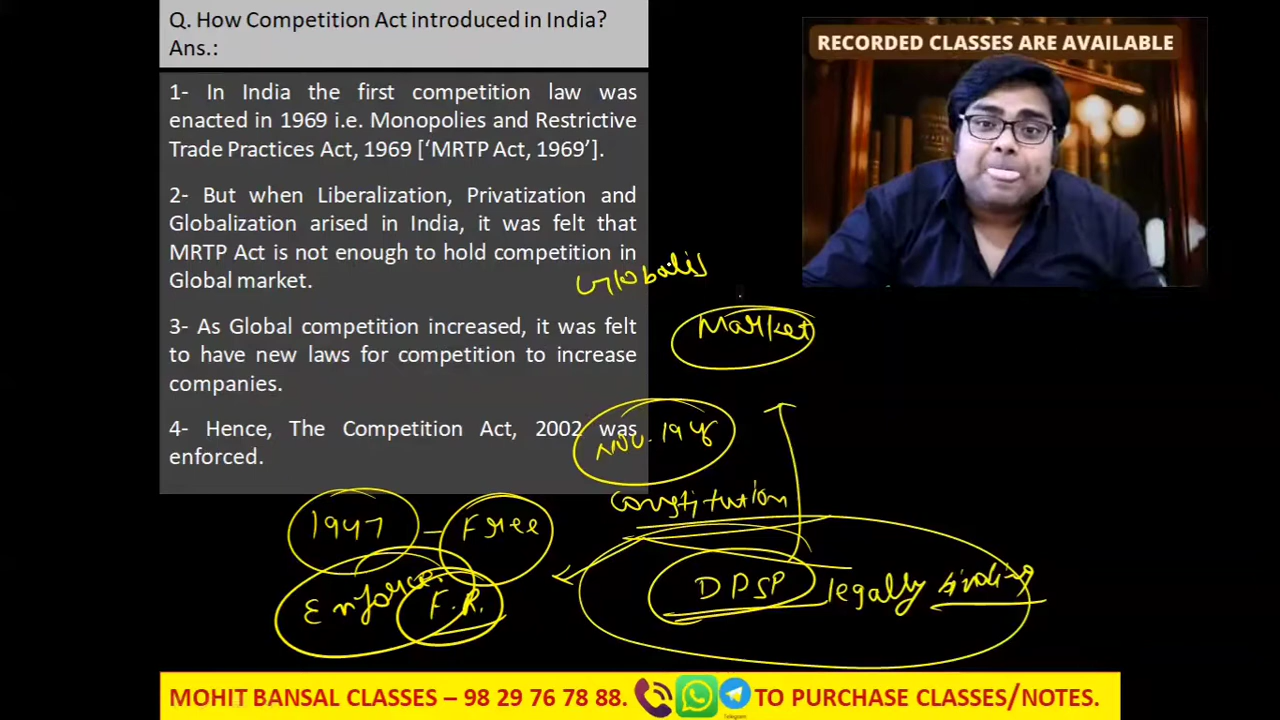 Q. How Competition Act introduced in India?
Ans.:
1- In India the first competition law was
enacted in 1969 i.e. Monopolies and Restrictive
Trade Practices Act, 1969 [‘MRTP Act, 1969’].
2- But when Liberalization, Privatization and
Globalization arised in India, it was felt that
MRTP Act is not enough to hold competition in
Global market.
3- As Global competition increased, it was felt
to have new laws for competition to increase
companies.
4- Hence, The Competition Act, 2002 was
enforced.
RECORDED CLASSES ARE AVAILABLE
Globalis
Market
Nov.
Constitution
1947 - Free
Enforce
F.R.
DPSP legally
MOHIT BANSAL CLASSES – 98 29 76 78 88.
Telegram
TO PURCHASE CLASSES/NOTES.